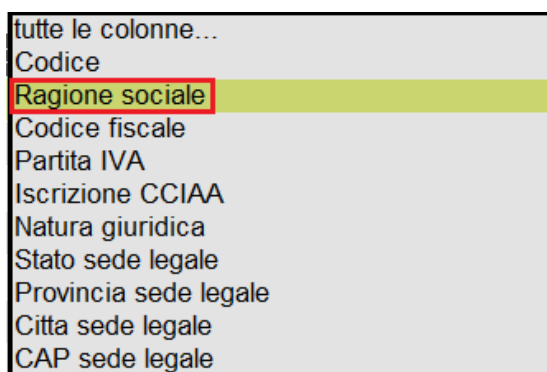 tutte le colonne...
Codice
Ragione sociale
Codice fiscale
Partita IVA
Iscrizione CCIAA
Natura giuridica
Stato sede legale
Provincia sede legale
Citta sede legale
CAP sede legale